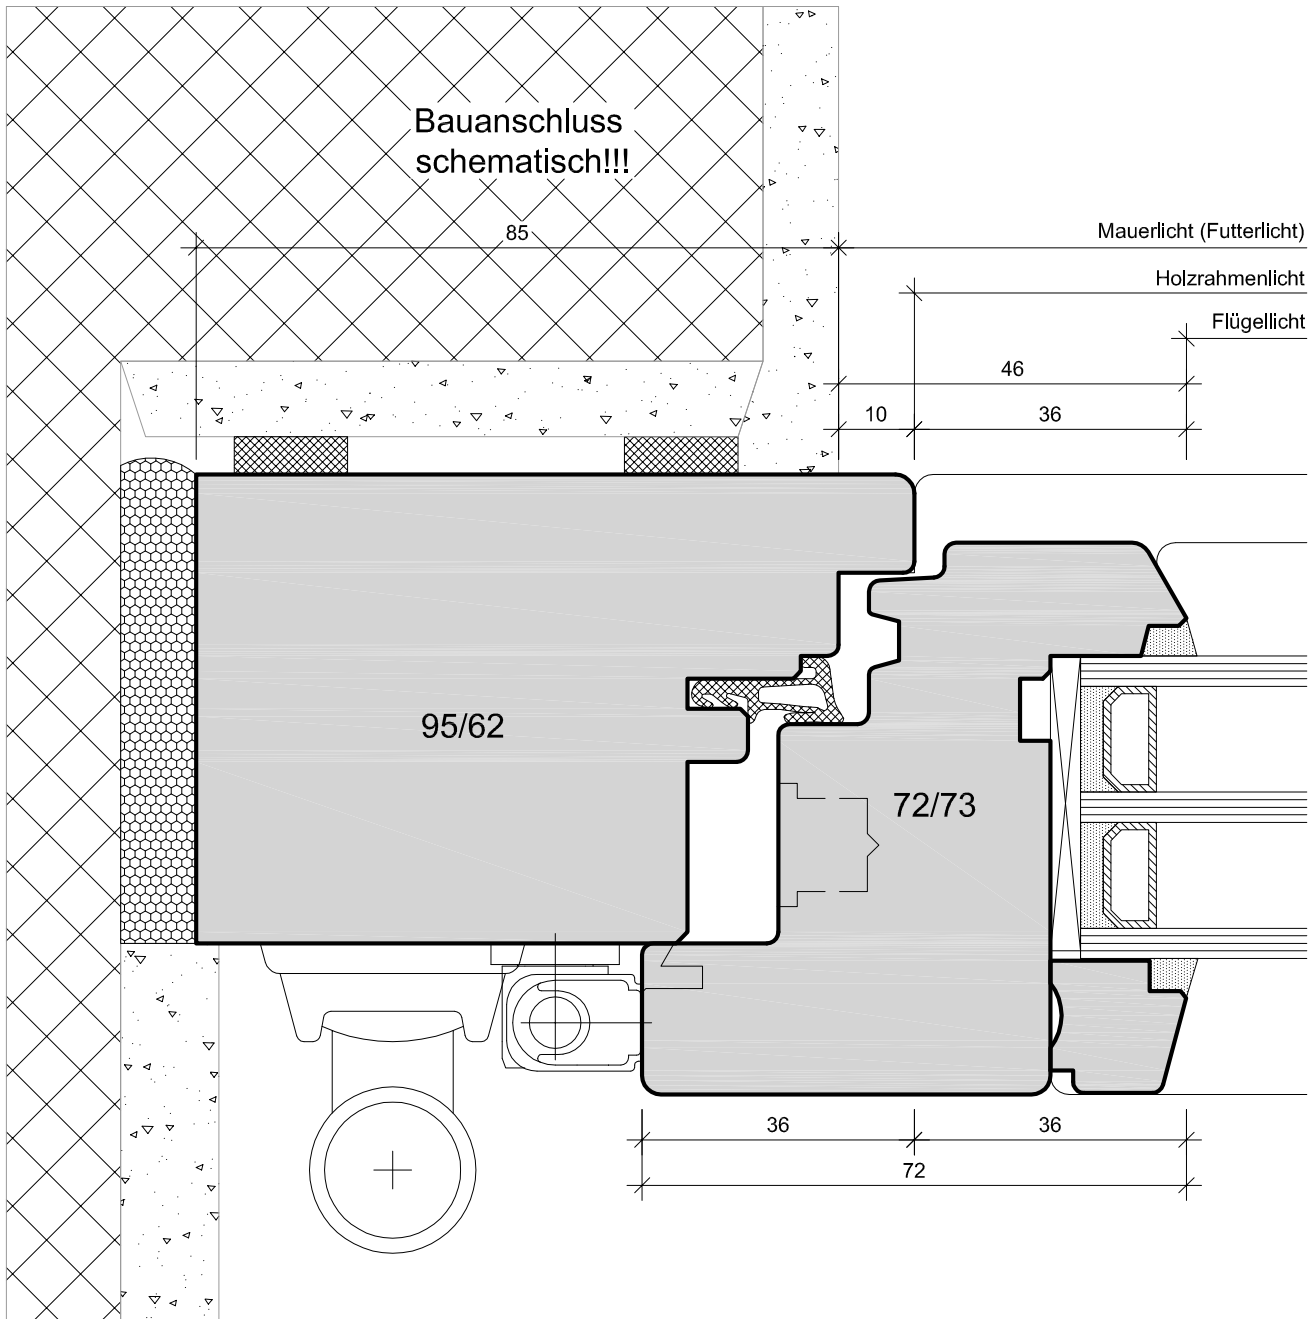 Bauanschluss
schematisch!!!
85
Mauerlicht (Futterlicht)
Holzrahmenlicht
Flügellicht
46
10
36
95/62
72/73
36
36
72